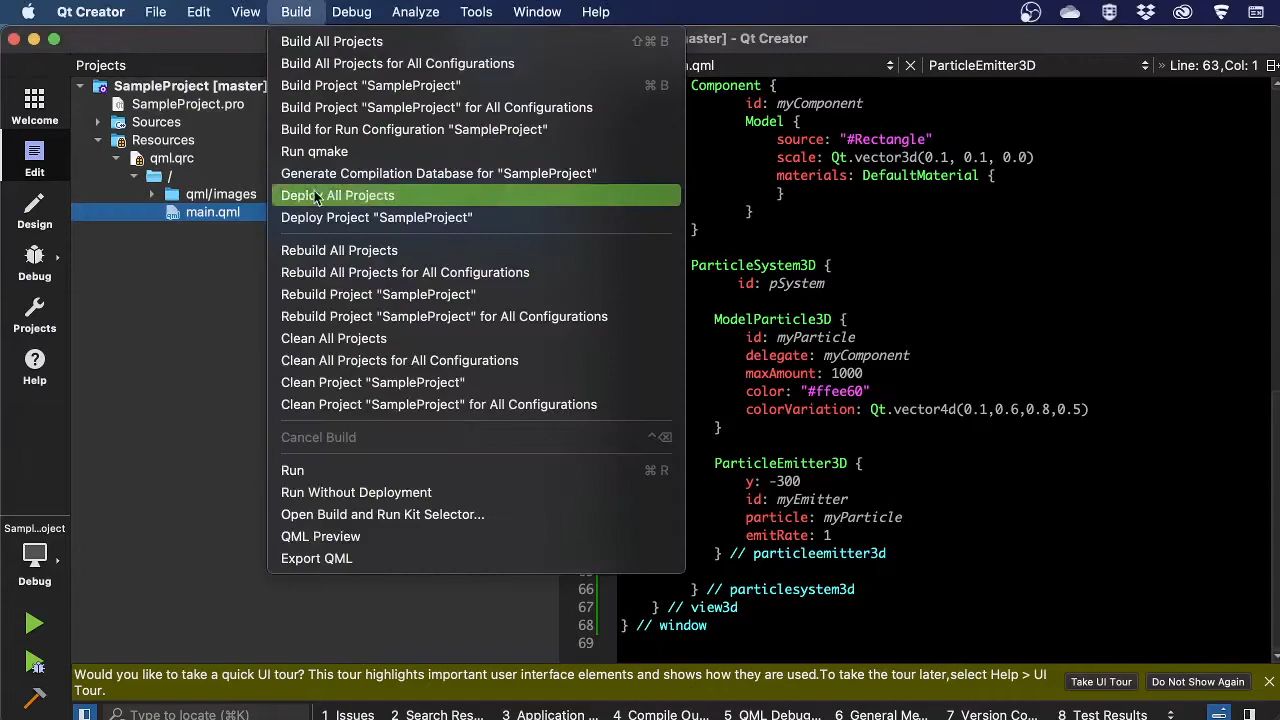 Qt Creator File Edit View Build Debug Analyze Tools Window Help
master] - Qt Creator
Projects
.qml
ParticleEmitter3D
» Line: 63,Col: 1
Welcome
Edit
Design
Debug
Projects
Help
Sampl...oject
Debug
SampleProject [master]
SampleProject.pro
Sources
Resources
qml.qrc
/
qml/images
main.qml
Build All Projects ⇧⌘ B
Build All Projects for All Configurations
Build Project "SampleProject" ⌘ B
Build Project "SampleProject" for All Configurations
Build for Run Configuration "SampleProject"
Run qmake
Generate Compilation Database for "SampleProject"
Deploy All Projects
Deploy Project "SampleProject"
Rebuild All Projects
Rebuild All Projects for All Configurations
Rebuild Project "SampleProject"
Rebuild Project "SampleProject" for All Configurations
Clean All Projects
Clean All Projects for All Configurations
Clean Project "SampleProject"
Clean Project "SampleProject" for All Configurations
Cancel Build ^⌫
Run ⌘ R
Run Without Deployment
Open Build and Run Kit Selector...
QML Preview
Export QML
Component {
id: myComponent
Model {
source: "#Rectangle"
scale: Qt.vector3d(0.1, 0.1, 0.0)
materials: DefaultMaterial {
}
}
}
ParticleSystem3D {
id: pSystem
ModelParticle3D {
id: myParticle
delegate: myComponent
maxAmount: 1000
color: "#ffee60"
colorVariation: Qt.vector4d(0.1,0.6,0.8,0.5)
}
ParticleEmitter3D {
y: -300
id: myEmitter
particle: myParticle
emitRate: 1
} // particleemitter3d
66 } // particlesystem3d
67 } // view3d
68 } // window
69
Would you like to take a quick UI tour? This tour highlights important user interface elements and shows how they are used.To take the tour later,select Help > UI
Tour.
Take UI Tour
Do Not Show Again
Type to locate (⌘K)
1 Issues 2 Search Res... 3 Application ... 4 Compile Ou... 5 QML Debug... 6 General Me... 7 Version Co... 8 Test Results